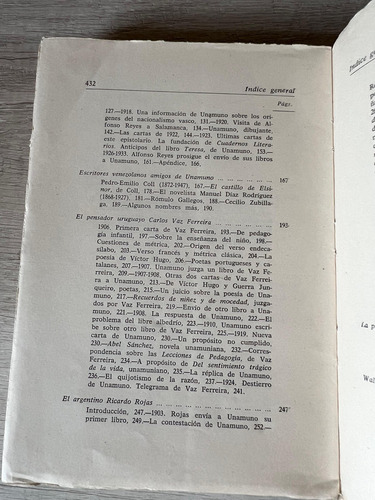 432
Indice general
Págs.
127.—1918. Una información de Ungmuno sobre los orí-
genes del nacionalismo vasco, 131.—1920. Visita de Al-
fonso Reyes a Salamanca, 134.—Unamuno, dibujante,
142.—Las cartas de 1922, 144.—1923. Ultimas cartas de
este epistolario. La fundación de Cuadernos Litera-
rios. Anticipos del libro Teresa, de Unamuno, 153.—
1926-1933. Alfonso Reyes prosigue el envío de sus libros
a Unamuno, 161.—Apéndice, 166.
Escritores venezolanos amigos de Unamuno
167
Pedro-Emilio Coll (1872-1947), 167.—El castillo de Elsi-
nor, de Coll, 178.—El novelista Manuel Díaz Rodríguez
(1868-1927). 181.—Rómulo Gallegos, 188.—Cecilio Zubilla-
ga. 189.—Algunos nombres más, 190.
El pensador uruguayo Carlos Vaz Ferreira
193
1906. Primera carta de Vaz Ferreira, 193.—De pedago-
gía infantil, 197.—Sobre la enseñanza del niño, 198.—
Cuestiones de métrica, 202.—Origen del verso endeca-
sílabo, 203.—Verso francés y métrica clásica, 204.—La
poesía de Víctor Hugo, 206.—Poetas portugueses y ca-
talanes, 207.—1907. Unamuno juzga un libro de Vaz Fe-
rreira, 209.—1907-1908. Otras dos cartas de Vaz Ferrei-
ra a Unamuno, 212.—De Víctor Hugo y Guerra Jun-
queiro, poetas, 215.—Un juicio sobre la poesía de Una-
muno, 217.—Recuerdos de niñez y de mocedad, juzga-
dos por Vaz Ferreira, 219.—Envío de otro libro a Una-
muno, 221.—1908. La respuesta de Unamuno, 222.—El
problema del libre albedrío, 223.—1910, Unamuno escri-
be sobre otro libro de Vaz Ferreira, 225.—1919. Nueva
carta de Unamuno, 230.—Un propósito no cumplido,
230.—Abel Sánchez, novela unamuniana, 232.—Corres-
pondencia sobre las Lecciones de Pedagogía, de Vaz
Ferreira, 234.—A propósito de Del sentimiento trágico
de la vida, unamuniano, 235.—La réplica de Unamuno,
236.—El quijotismo de la razón, 237.—1924. Destierro
de Unamuno. Telegrama de Vaz Ferreira, 241.
El argentino Ricardo Rojas
247
Introducción, 247.—1903. Rojas envía a Unamuno su
primer libro, 249.—La contestación de Unamuno, 252.—
Indice
La p